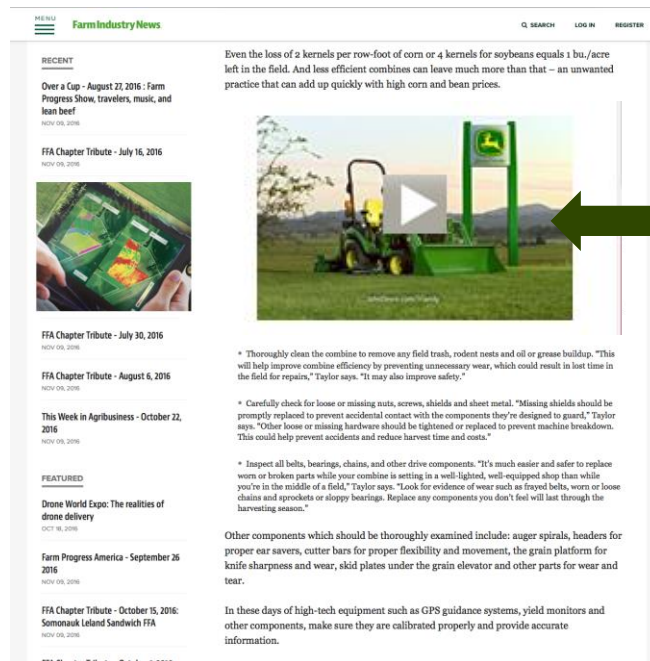 MENU
Farm Industry News
SEARCH LOG IN REGISTER
RECENT
Over a Cup - August 27, 2016 : Farm
Progress Show, travelers, music, and
lean beef
NOV 09, 2016
FFA Chapter Tribute - July 16, 2016
NOV 09, 2016
FFA Chapter Tribute - July 30, 2016
NOV 09, 2016
FFA Chapter Tribute - August 6, 2016
NOV 09, 2016
This Week in Agribusiness - October 22,
2016
NOV 09, 2016
FEATURED
Drone World Expo: The realities of
drone delivery
OCT 18, 2016
Farm Progress America - September 26
2016
NOV 09, 2016
FFA Chapter Tribute - October 15, 2016:
Somonauk Leland Sandwich FFA
NOV 09, 2016
Even the loss of 2 kernels per row-foot of corn or 4 kernels for soybeans equals 1 bu./acre
left in the field. And less efficient combines can leave much more than that – an unwanted
practice that can add up quickly with high corn and bean prices.
* Thoroughly clean the combine to remove any field trash, rodent nests and oil or grease buildup. "This
will help improve combine efficiency by preventing unnecessary wear, which could result in lost time in
the field for repairs," Taylor says. "It may also improve safety."
* Carefully check for loose or missing nuts, screws, shields and sheet metal. "Missing shields should be
promptly replaced to prevent accidental contact with the components they're designed to guard," Taylor
says. "Other loose or missing hardware should be tightened or replaced to prevent machine breakdown.
This could help prevent accidents and reduce harvest time and costs."
* Inspect all belts, bearings, chains, and other drive components. "It's much easier and safer to replace
worn or broken parts while your combine is setting in a well-lighted, well-equipped shop than while
you're in the middle of a field," Taylor says. "Look for evidence of wear such as frayed belts, worn or loose
chains and sprockets or sloppy bearings. Replace any components you don't feel will last through the
harvesting season."
Other components which should be thoroughly examined include: auger spirals, headers for
proper ear savers, cutter bars for proper flexibility and movement, the grain platform for
knife sharpness and wear, skid plates under the grain elevator and other parts for wear and
tear.
In these days of high-tech equipment such as GPS guidance systems, yield monitors and
other components, make sure they are calibrated properly and provide accurate
information.